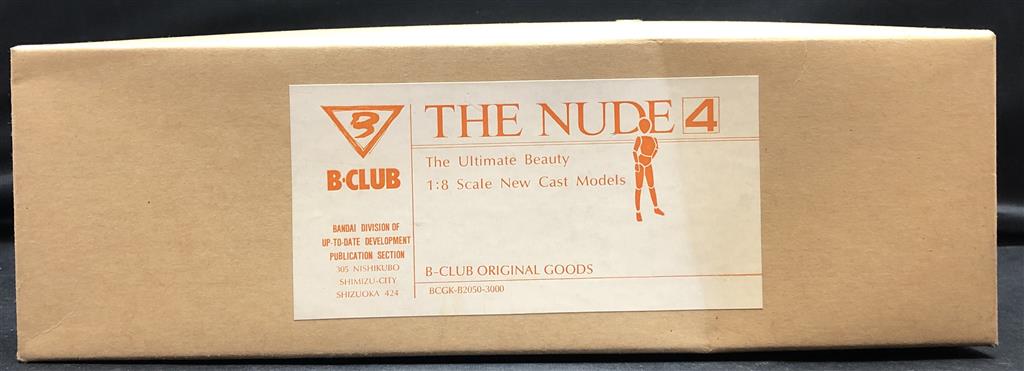 B
B-CLUB
BANDAI DIVISION OF
UP-TO-DATE DEVELOPMENT
PUBLICATION SECTION
305 NISHIKUBO
SHIMIZU-CITY
SHIZUOKA 424
THE NUDE 4
The Ultimate Beauty
1:8 Scale New Cast Models
B-CLUB ORIGINAL GOODS
BCGK-B2050-3000